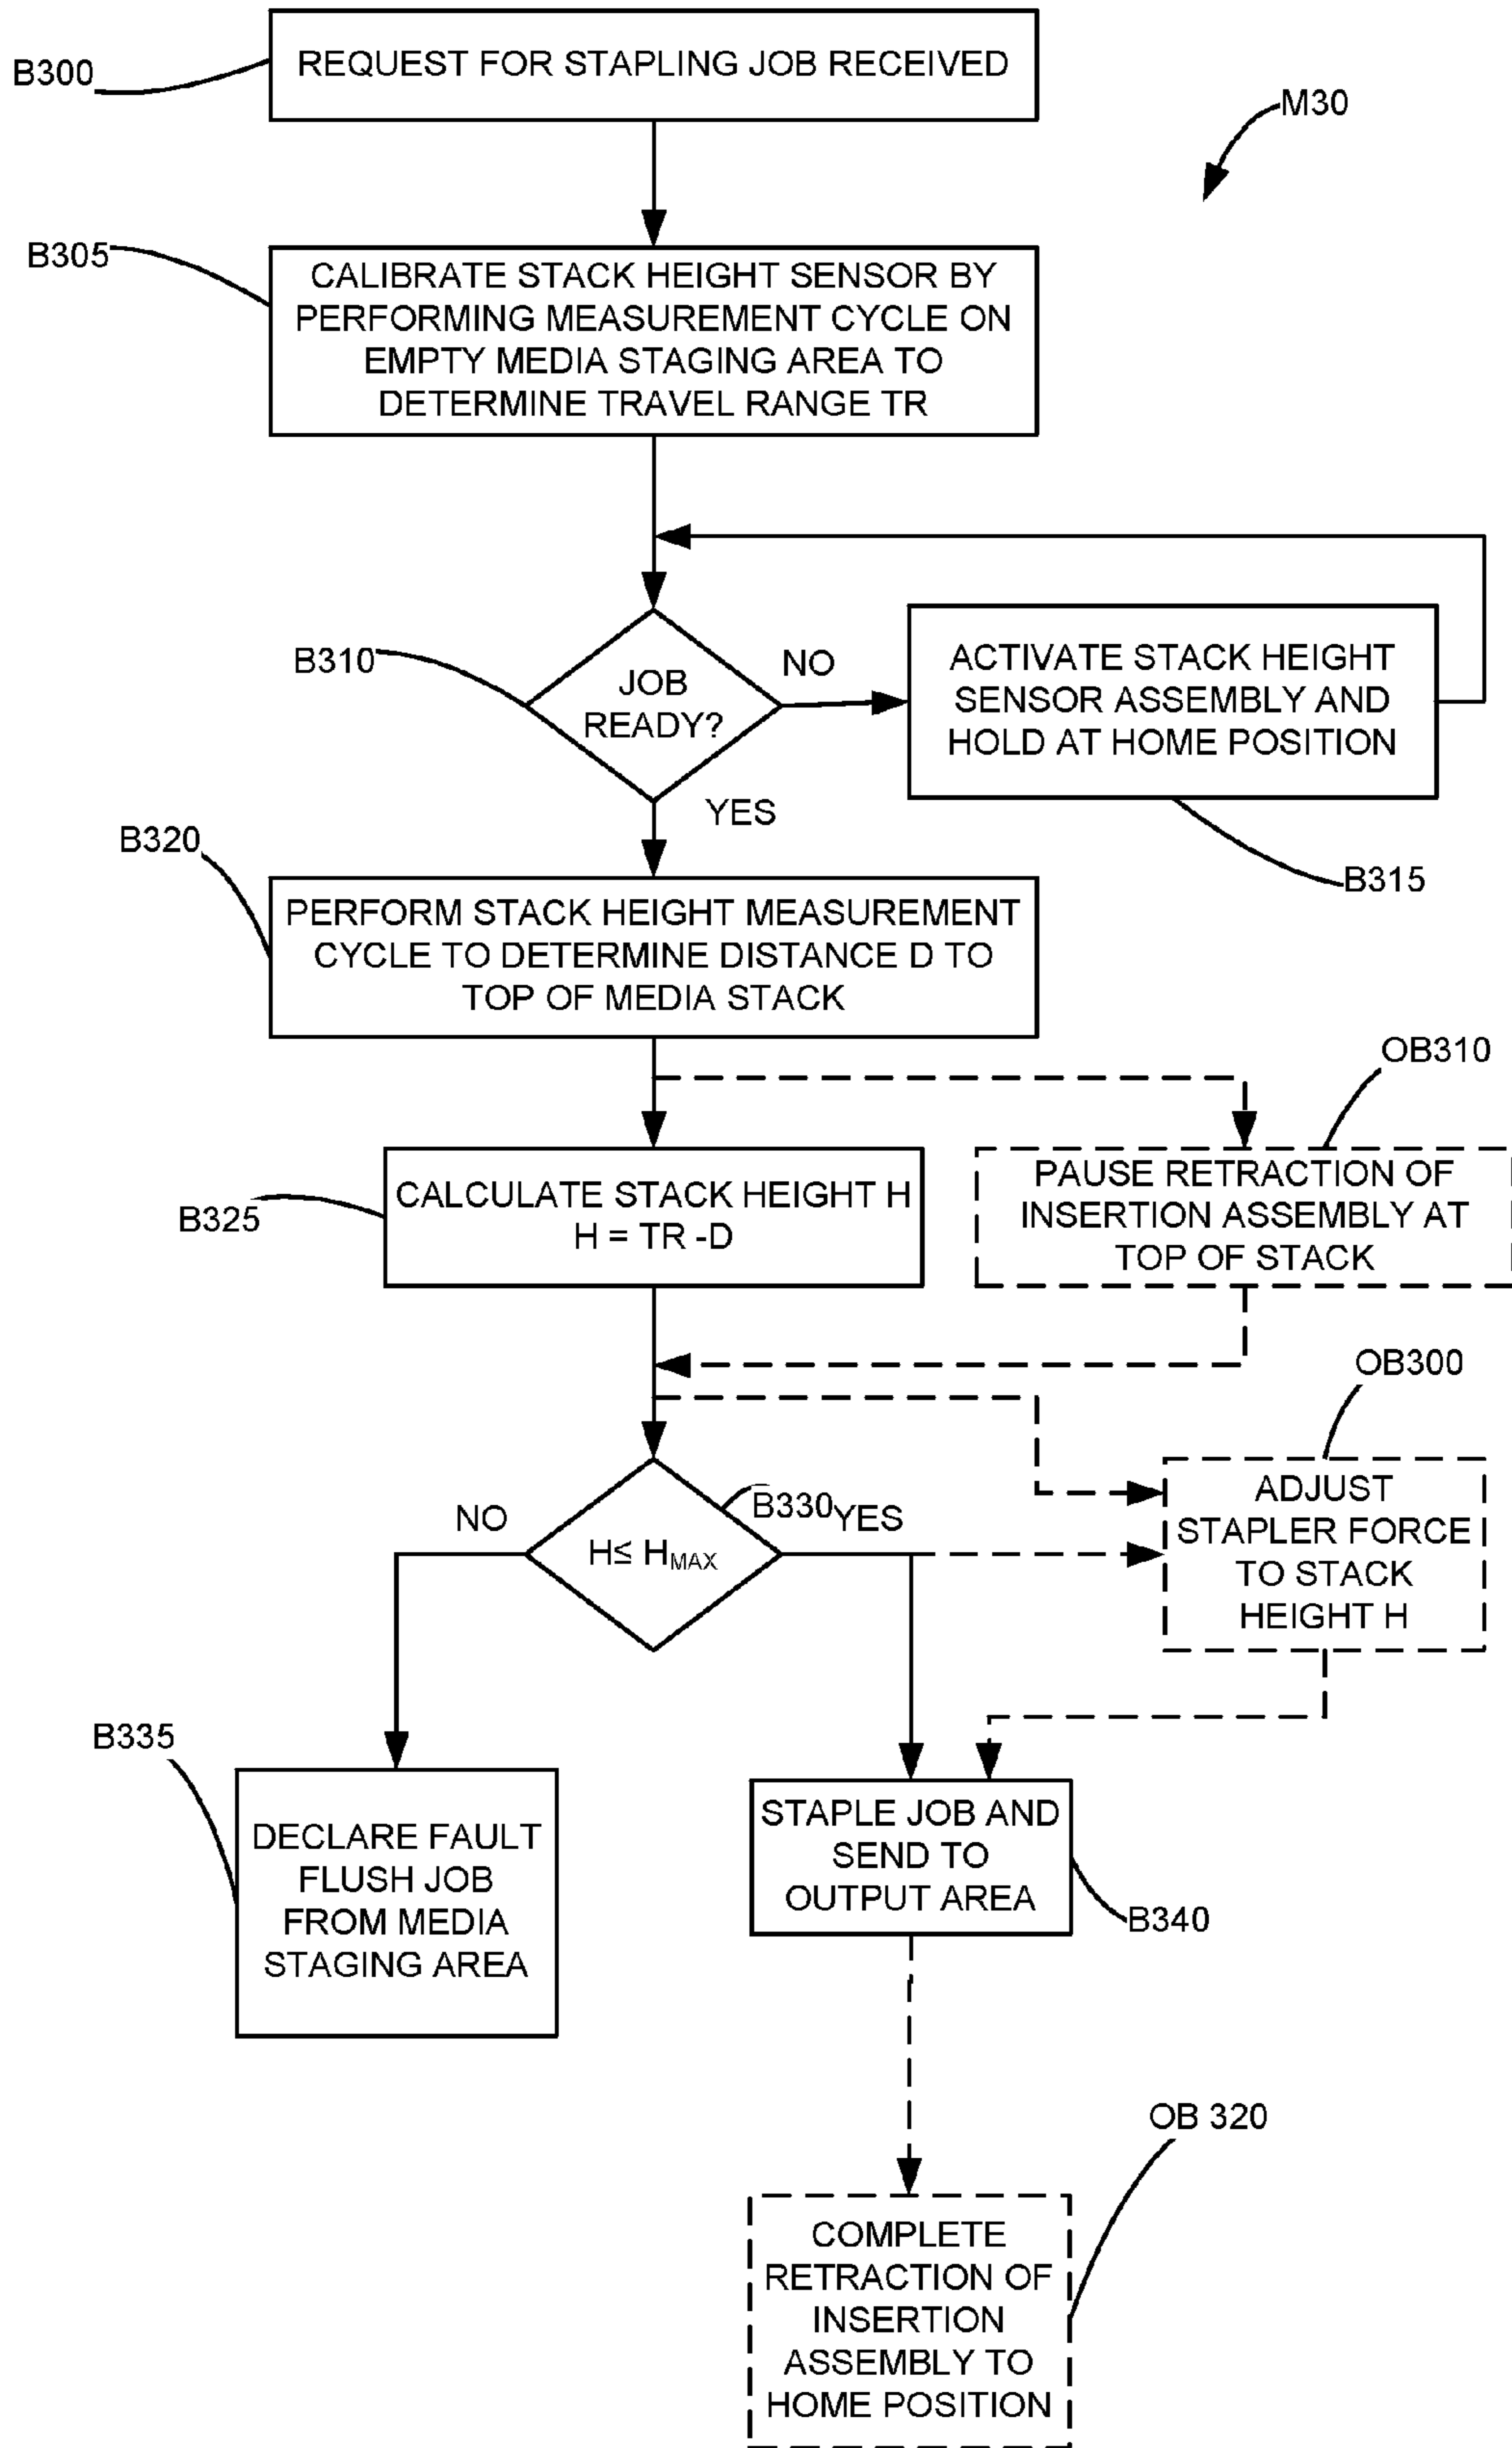 B300
REQUEST FOR STAPLING JOB RECEIVED
M30
B305
CALIBRATE STACK HEIGHT SENSOR BY
PERFORMING MEASUREMENT CYCLE ON
EMPTY MEDIA STAGING AREA TO
DETERMINE TRAVEL RANGE TR
B310
JOB
READY?
NO
ACTIVATE STACK HEIGHT
SENSOR ASSEMBLY AND
HOLD AT HOME POSITION
B315
YES
B320
PERFORM STACK HEIGHT MEASUREMENT
CYCLE TO DETERMINE DISTANCE D TO
TOP OF MEDIA STACK
OB310
B325
CALCULATE STACK HEIGHT H
H = TR -D
PAUSE RETRACTION OF
INSERTION ASSEMBLY AT
TOP OF STACK
OB300
NO
B330
YES
H≤ HMAX
ADJUST
STAPLER FORCE
TO STACK
HEIGHT H
B335
DECLARE FAULT
FLUSH JOB
FROM MEDIA
STAGING AREA
STAPLE JOB AND
SEND TO
OUTPUT AREA
B340
OB 320
COMPLETE
RETRACTION OF
INSERTION
ASSEMBLY TO
HOME POSITION